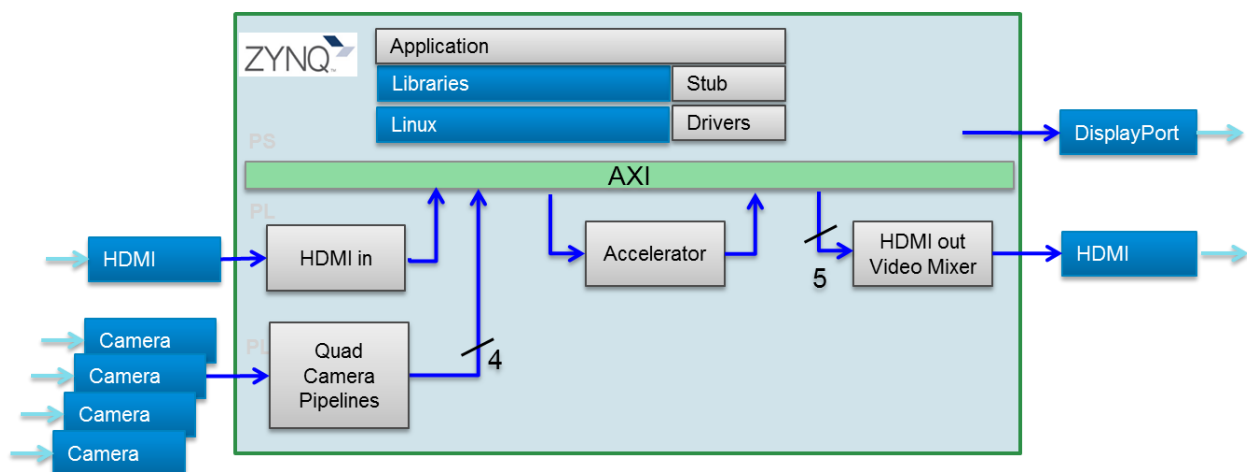 ZYNQ™
Application
Libraries
Stub
Linux
Drivers
DisplayPort
PS
AXI
PL
HDMI
HDMI in
Accelerator
5
HDMI out
Video Mixer
HDMI
Camera
Camera
Camera
Camera
PL
Quad
Camera
Pipelines
4